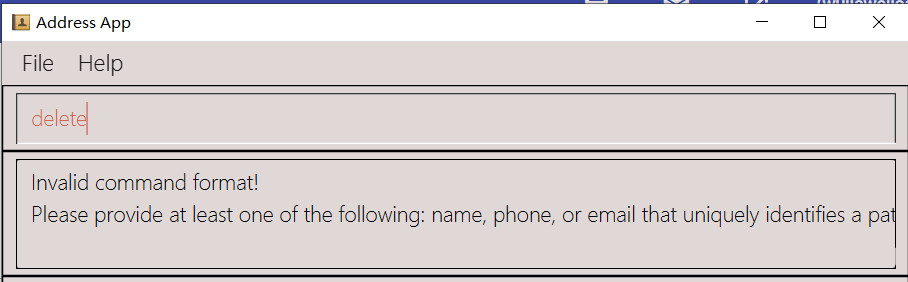 Address App
File Help
delete
Invalid command format!
Please provide at least one of the following: name, phone, or email that uniquely identifies a pat